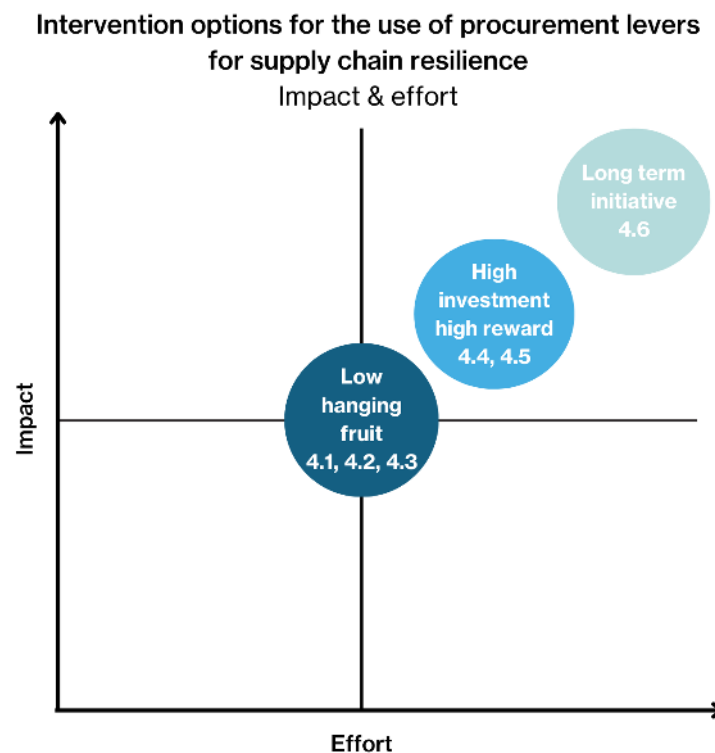 Intervention options for the use of procurement levers
for supply chain resilience
Impact & effort
Long term
initiative
4.6
High
investment
high reward
4.4, 4.5
Low
hanging
fruit
4.1, 4.2, 4.3
Impact
Effort